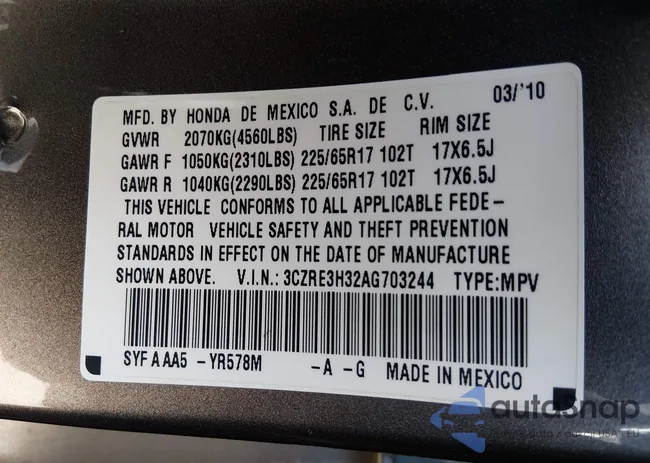 MFD. BY HONDA DE MEXICO S.A. DE C.V. 03/'10
GVWR 2070KG(4560LBS) TIRE SIZE RIM SIZE
GAWR F 1050KG(2310LBS) 225/65R17 102T 17X6.5J
GAWR R 1040KG(2290LBS) 225/65R17 102T 17X6.5J
THIS VEHICLE CONFORMS TO ALL APPLICABLE FEDE-
RAL MOTOR VEHICLE SAFETY AND THEFT PREVENTION
STANDARDS IN EFFECT ON THE DATE OF MANUFACTURE
SHOWN ABOVE. V.I.N.: 3CZRE3H32AG703244 TYPE:MPV
SYF A AA5 -YR578M -A -G MADE IN MEXICO
autosnap